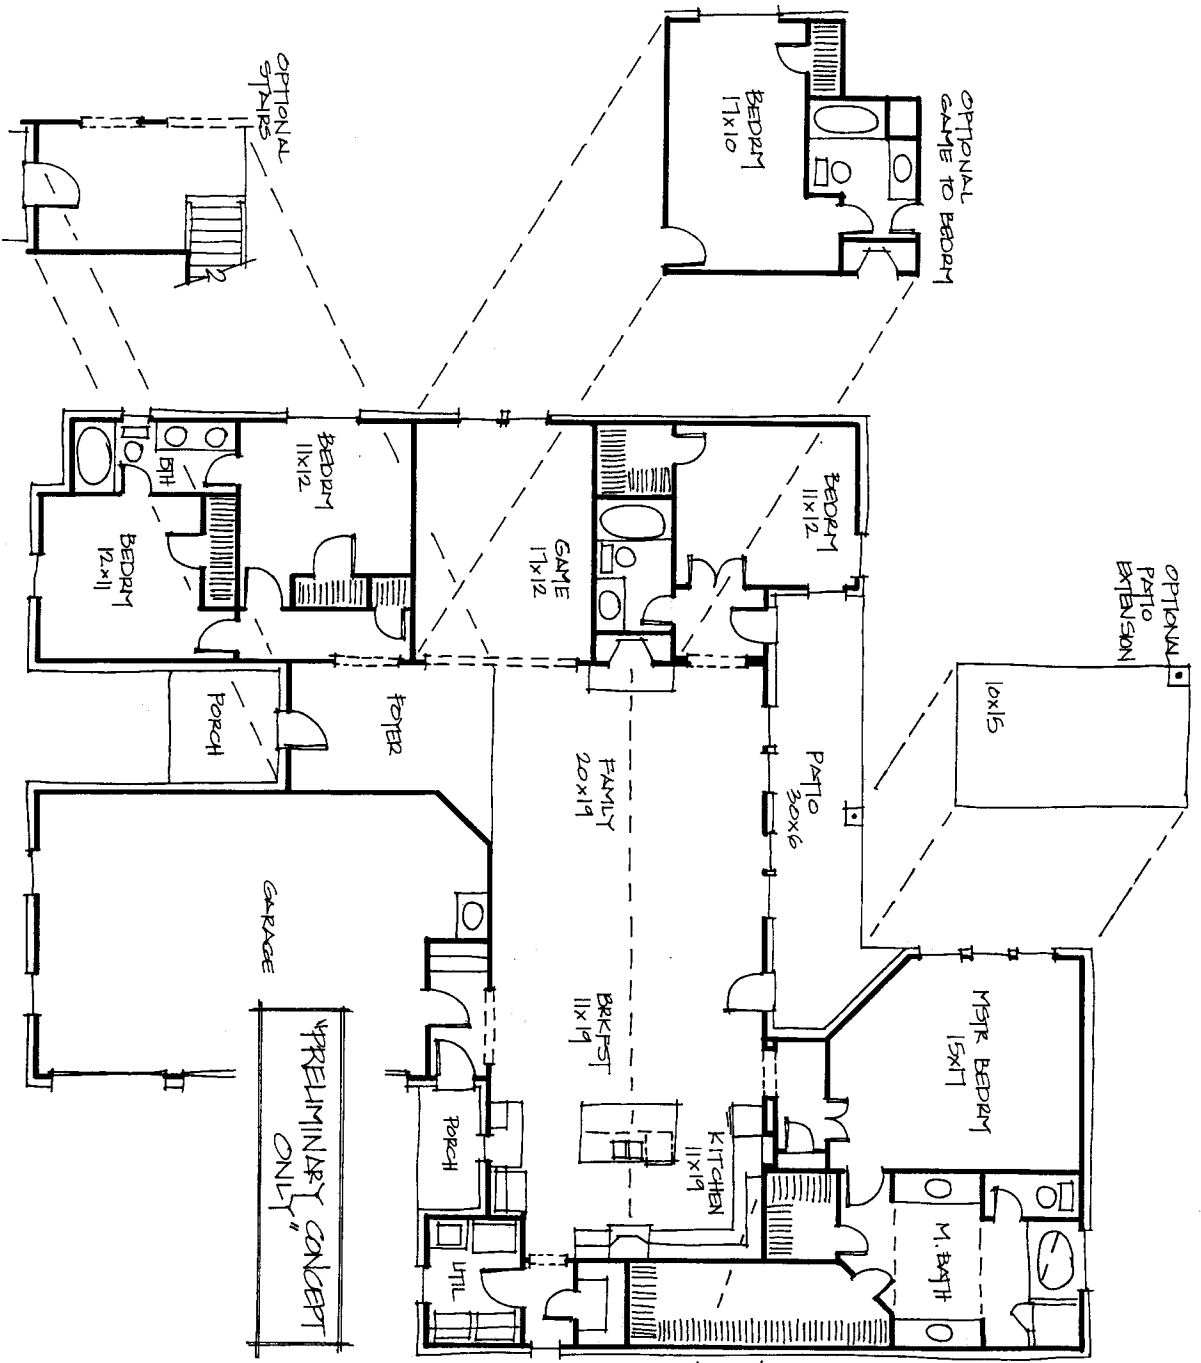 OPTIONAL
PATIO
EXTENSION
10x15
OPTIONAL
GAME TO BEDRM
BEDRM
17x10
BEDRM
11x12
PATIO
30x6
MSTR BEDRM
15x17
M. BATH
KITCHEN
11x19
GAME
17x12
FAMILY
20x19
BRKFST
11x19
BEDRM
11x12
FOYER
PORCH
UTIL
OPTIONAL
STAIRS
BTH
BEDRM
12x11
PORCH
GARAGE
"PRELIMINARY CONCEPT
ONLY"